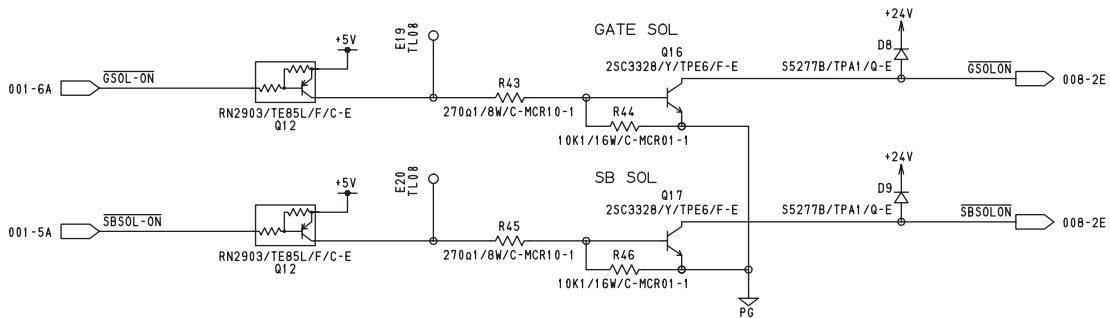 GATE SOL
+24V
+5V
E19
TL08
Q16
2SC3328/Y/TPE6/F-E
D8
S5277B/TPA1/Q-E
001-6A
GSOL-ON
R43
270Ω1/8W/C-MCR10-1
GSOLON
008-2E
RN2903/TE85L/F/C-E
Q12
R44
10K1/16W/C-MCR01-1
SB SOL
+24V
+5V
E20
TL08
Q17
2SC3328/Y/TPE6/F-E
D9
S5277B/TPA1/Q-E
001-5A
SBSOL-ON
R45
270Ω1/8W/C-MCR10-1
SBSOLON
008-2E
RN2903/TE85L/F/C-E
Q12
R46
10K1/16W/C-MCR01-1
PG